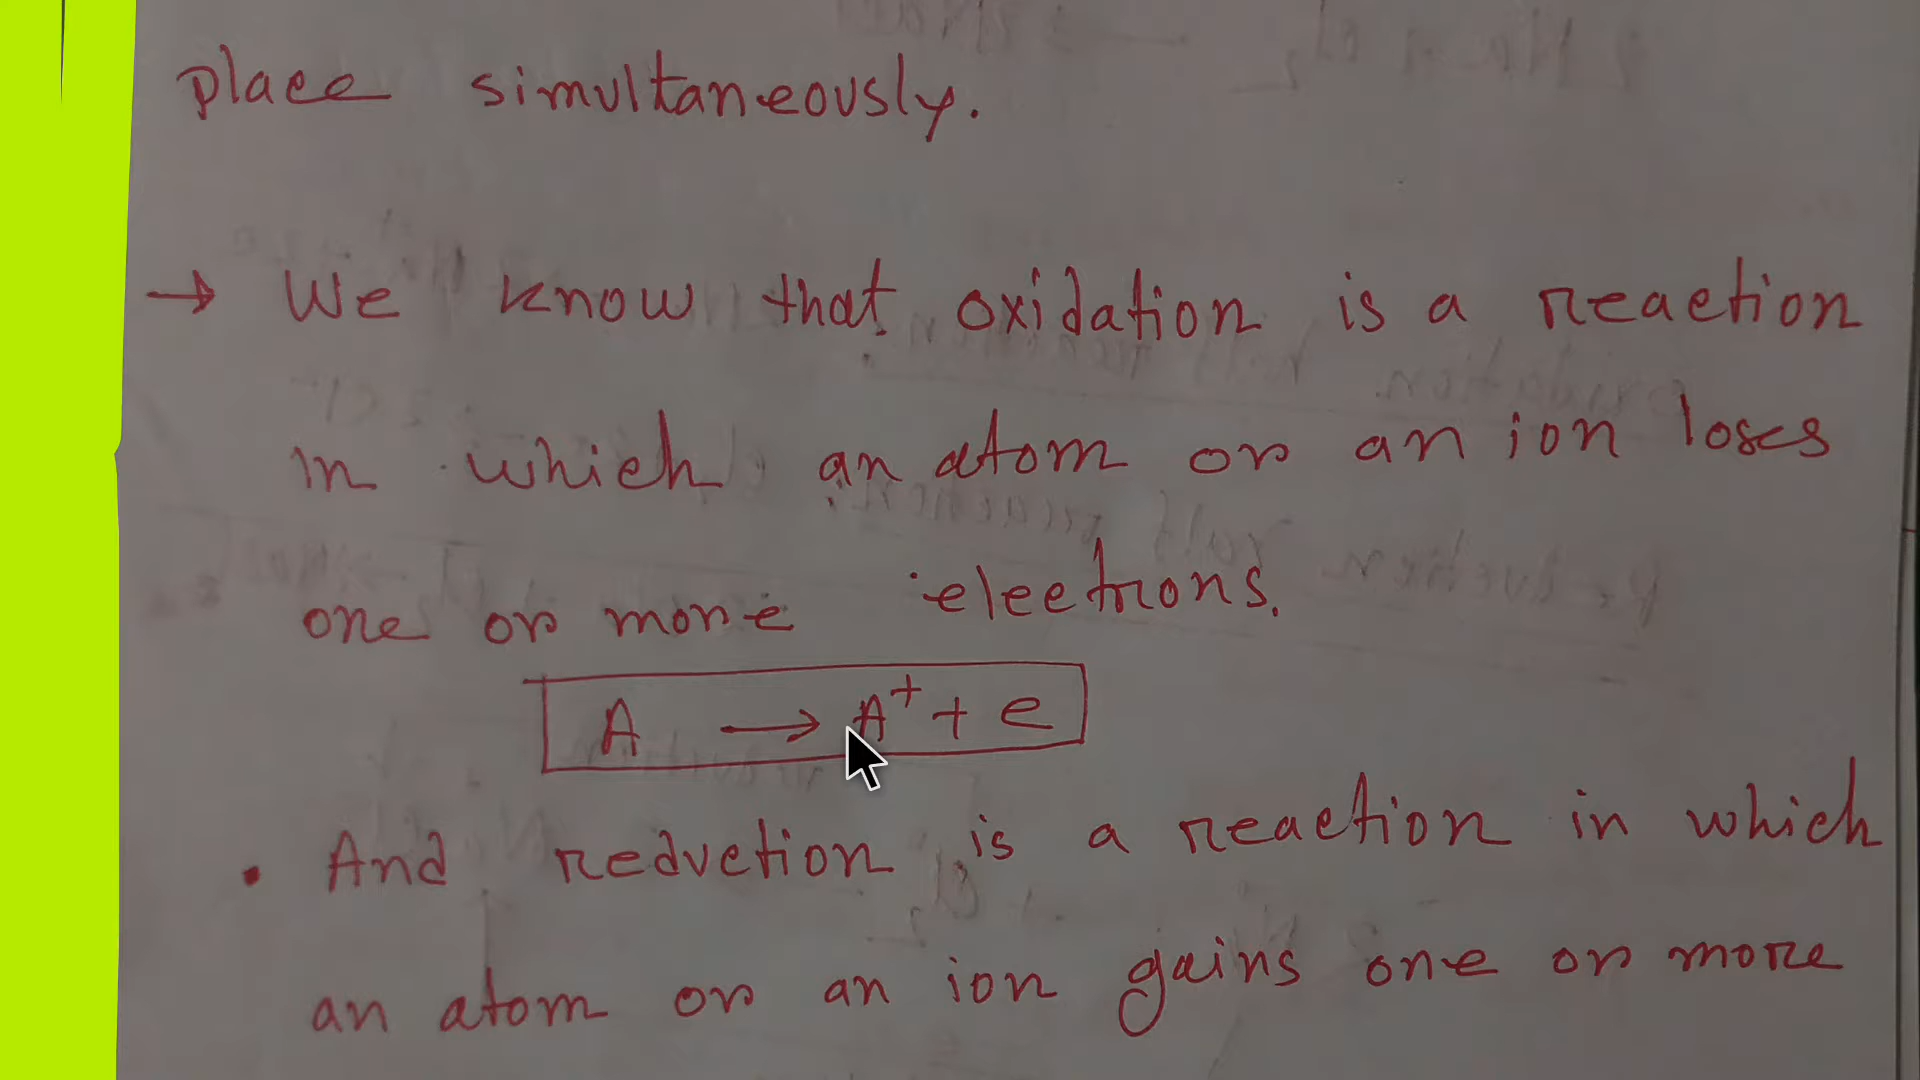 place simultaneously.
→ We know that oxidation is a reaction
in which an atom or an ion loses
one or more electrons.
A → A⁺ + e
• And reduction is a reaction in which
an atom or an ion gains one or more